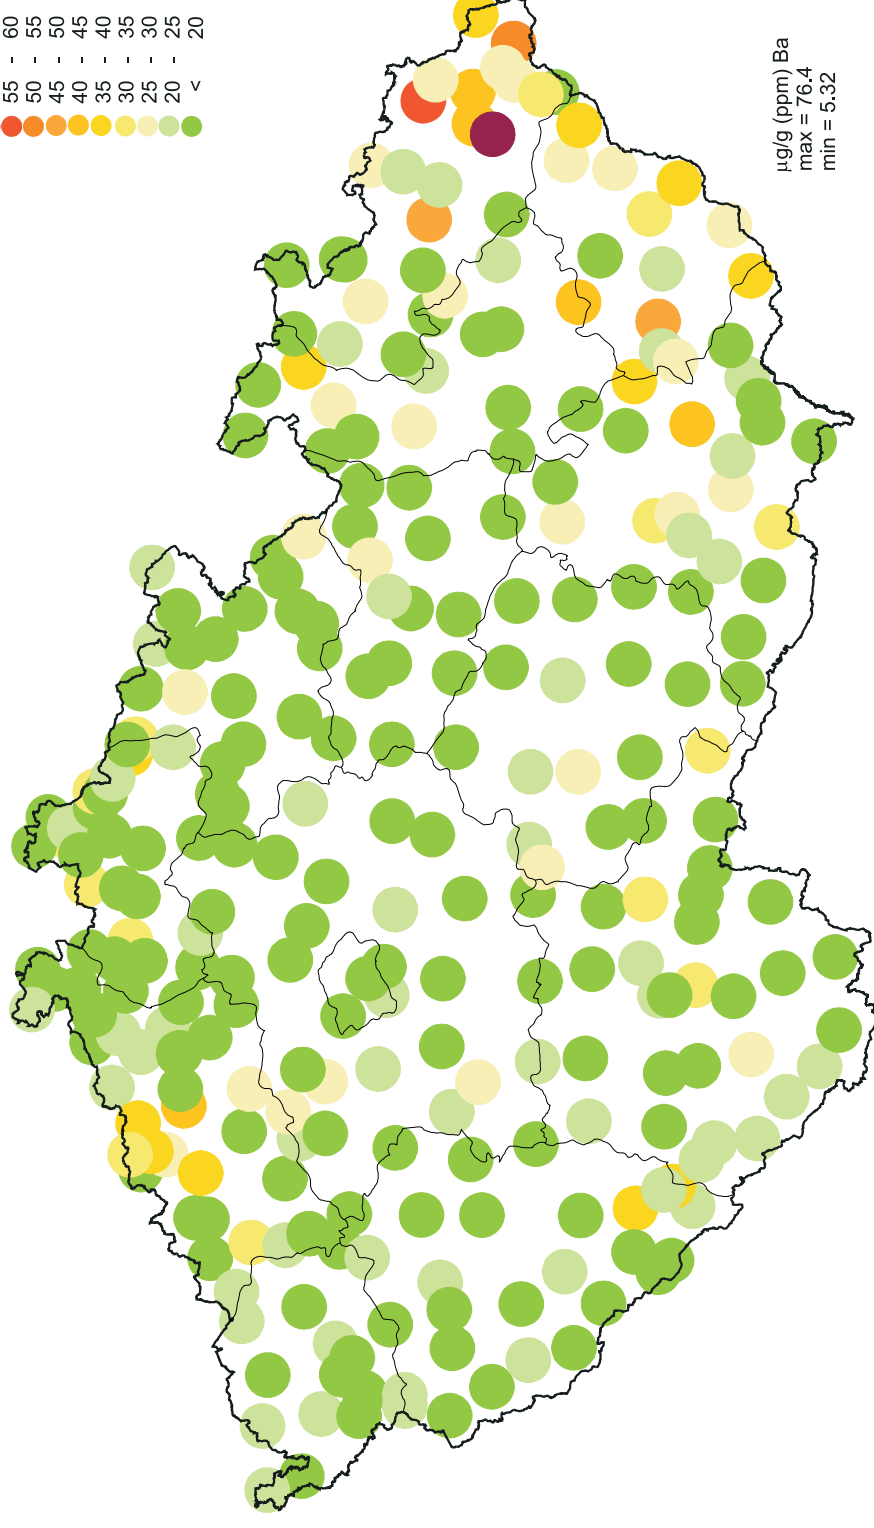 55 - 60
50 - 55
45 - 50
40 - 45
35 - 40
30 - 35
25 - 30
20 - 25
< 20
µg/g (ppm) Ba
max = 76.4
min = 5.32